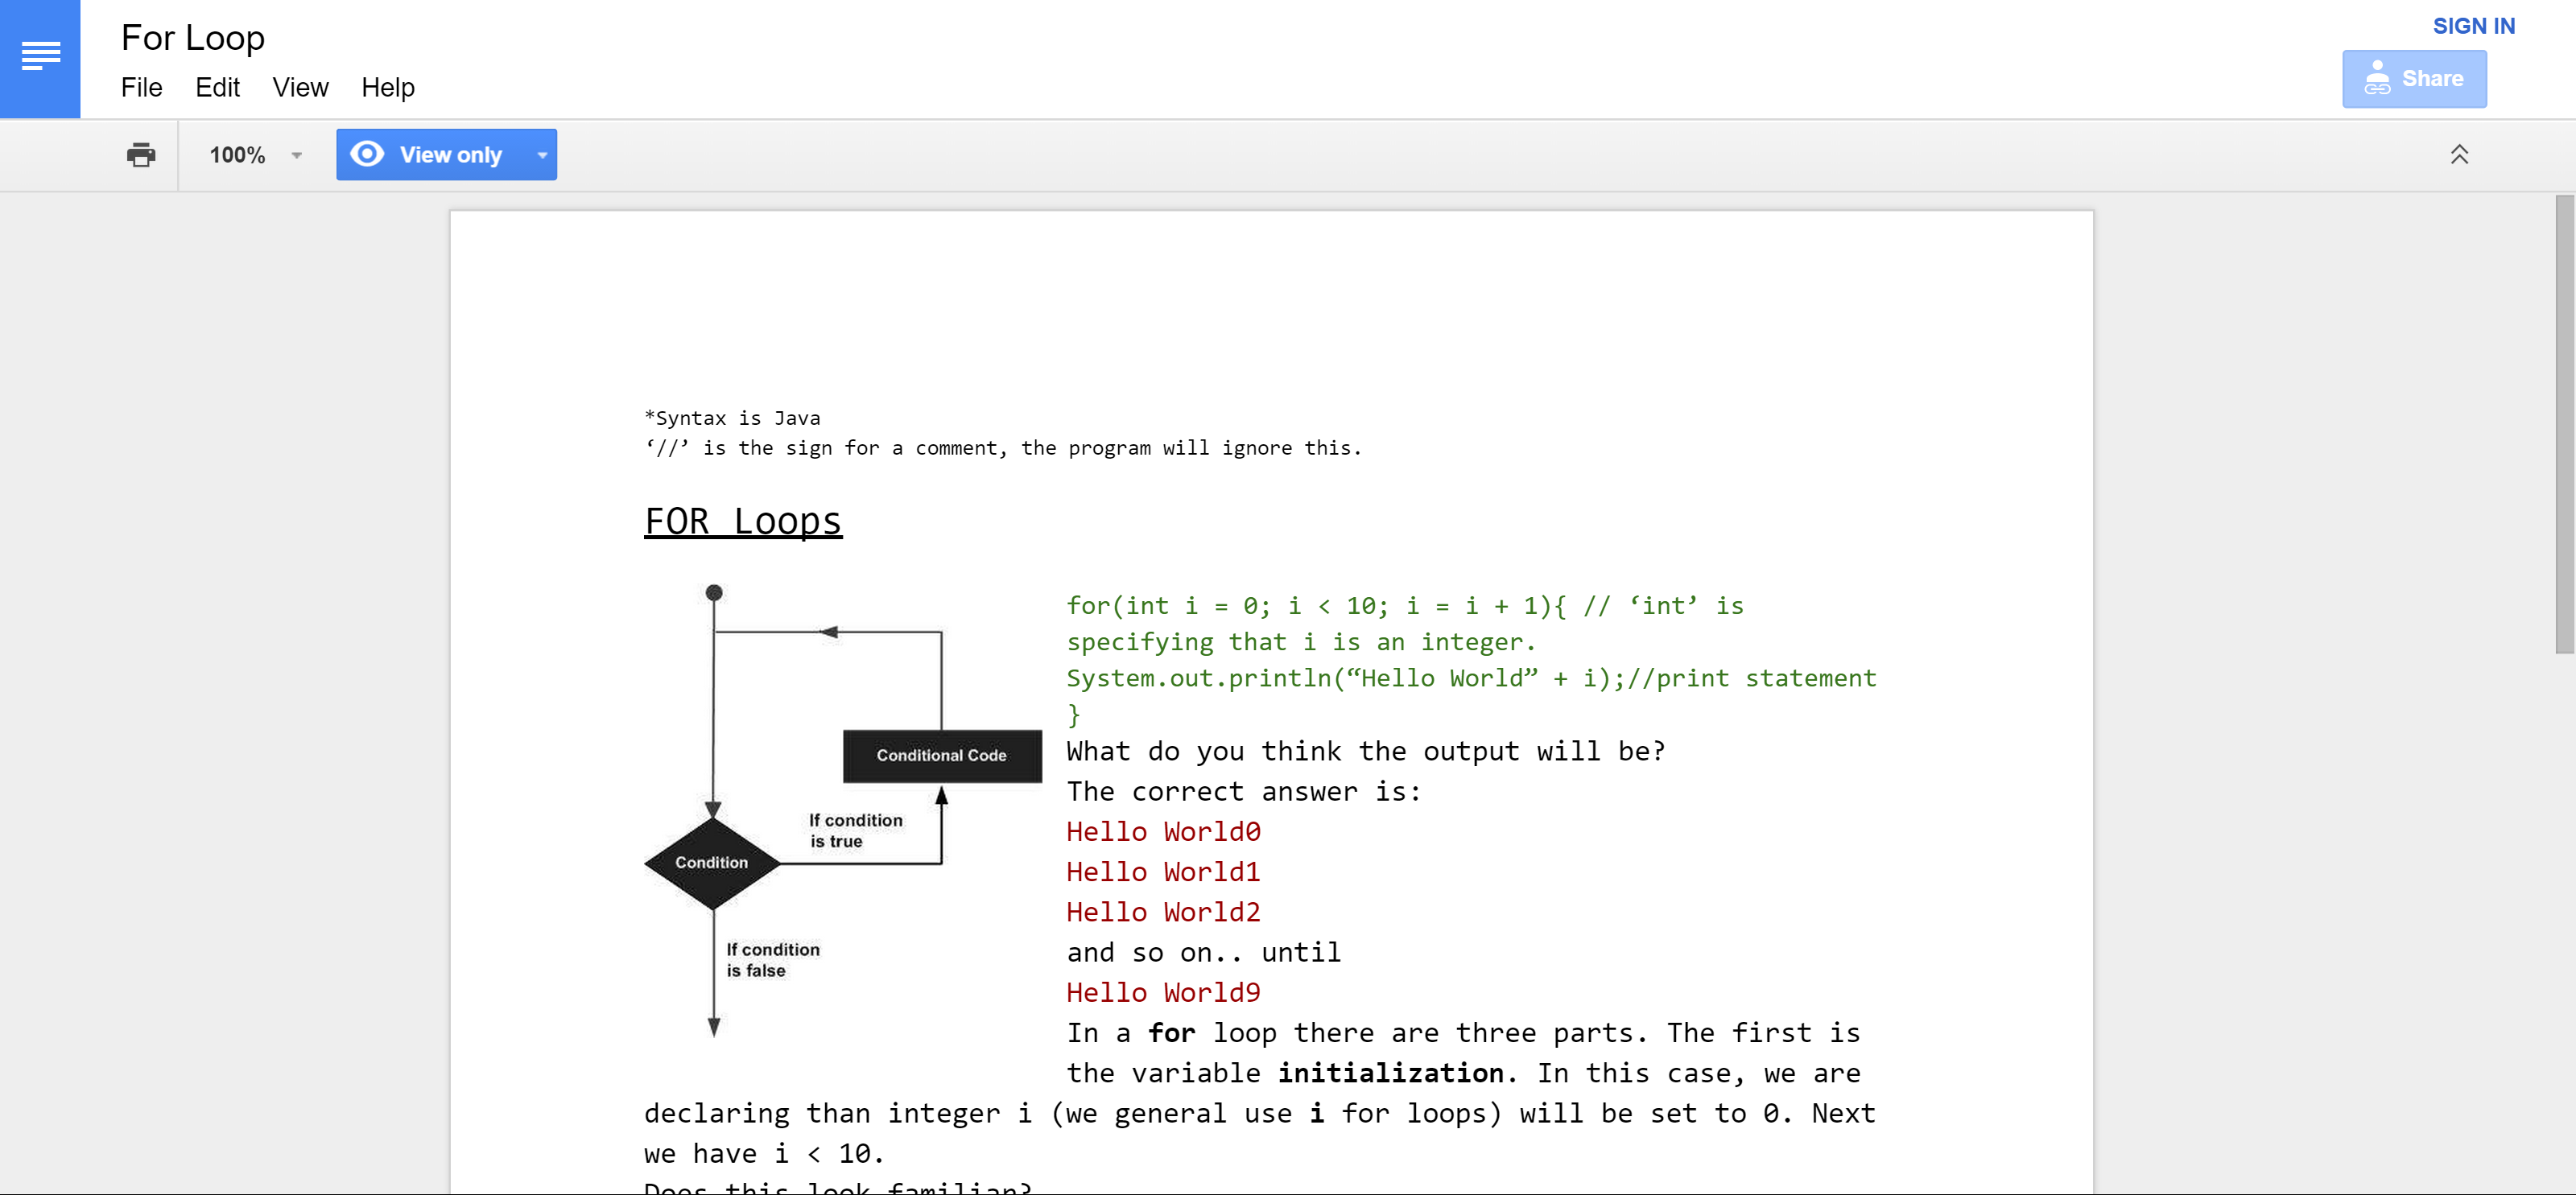 For Loop
SIGN IN
File Edit View Help
Share
100% View only
*Syntax is Java
‘//’ is the sign for a comment, the program will ignore this.
FOR Loops
for(int i = 0; i < 10; i = i + 1){ // ‘int’ is
specifying that i is an integer.
System.out.println(“Hello World” + i);//print statement
}
What do you think the output will be?
Conditional Code
The correct answer is:
If condition
is true
Hello World0
Condition
Hello World1
Hello World2
If condition
is false
and so on.. until
Hello World9
In a for loop there are three parts. The first is
the variable initialization. In this case, we are
declaring than integer i (we general use i for loops) will be set to 0. Next
we have i < 10.
Does this look familiar?